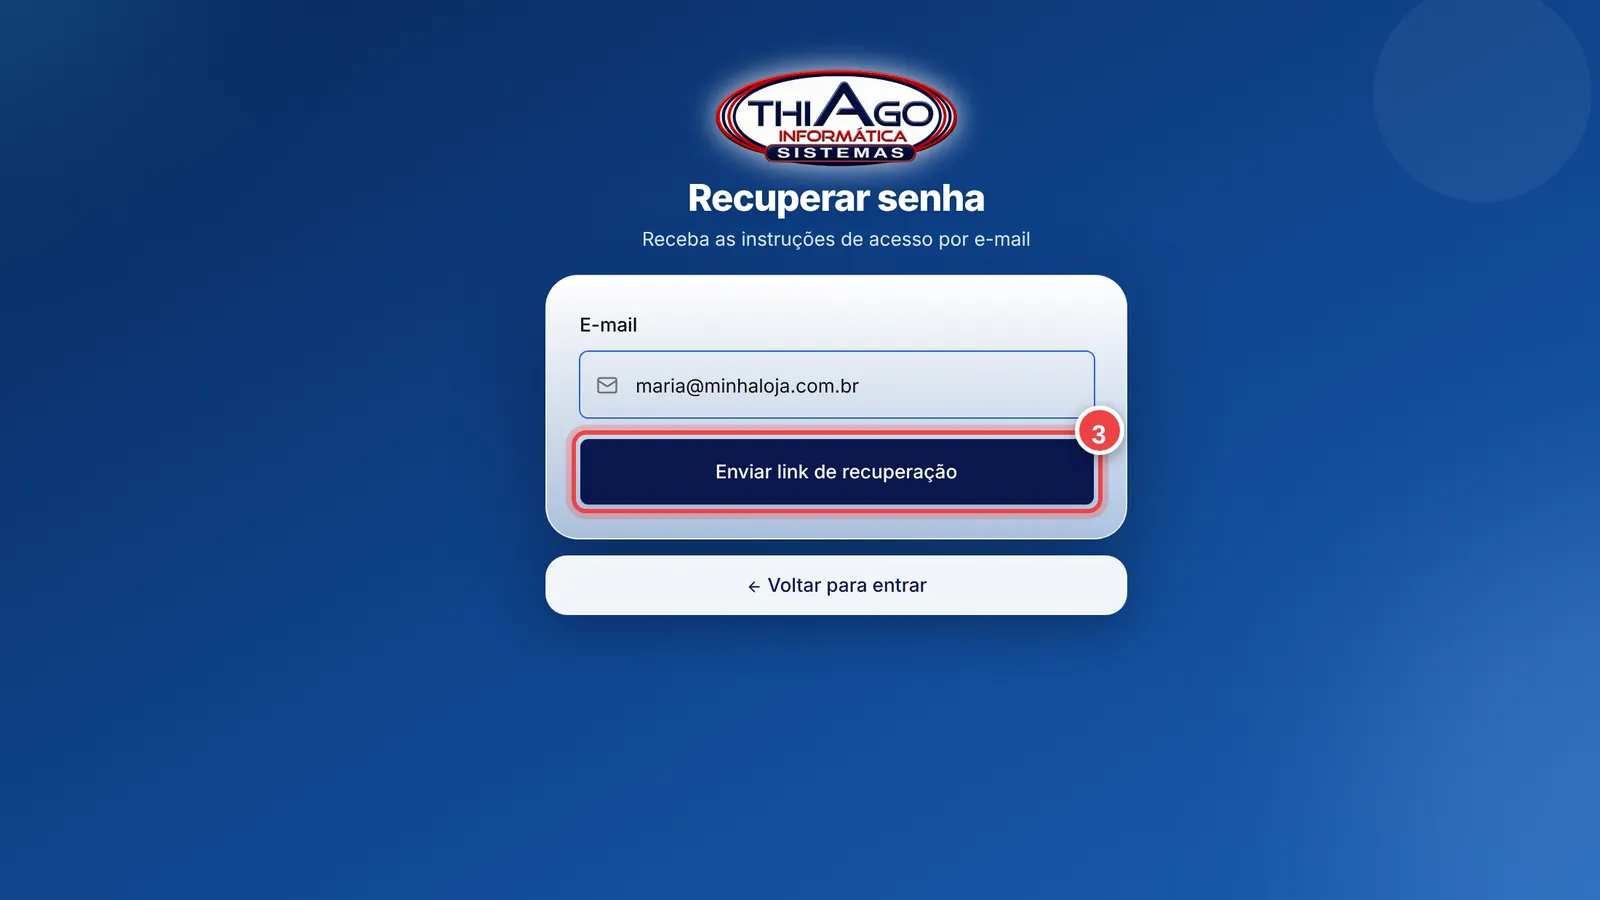 THIAGO
INFORMÁTICA
SISTEMAS
Recuperar senha
Receba as instruções de acesso por e-mail
E-mail
maria@minhaloja.com.br
3
Enviar link de recuperação
← Voltar para entrar